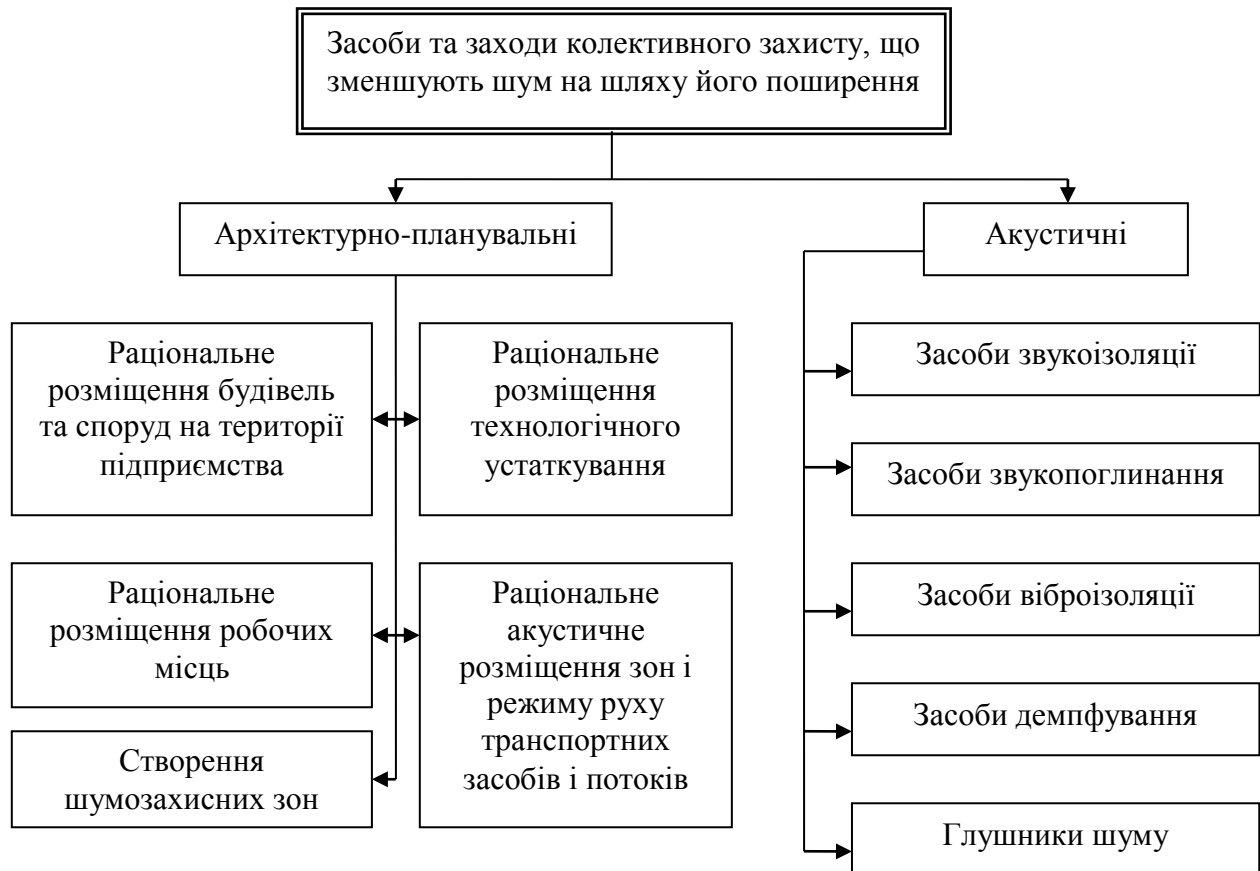 Засоби та заходи колективного захисту, що
зменшують шум на шляху його поширення
Архітектурно-планувальні
Акустичні
Раціональне
розміщення будівель
та споруд на території
підприємства
Раціональне
розміщення
технологічного
устаткування
Раціональне
розміщення робочих
місць
Раціональне
акустичне
розміщення зон і
режиму руху
транспортних
засобів і потоків
Створення
шумозахисних зон
Засоби звукоізоляції
Засоби звукопоглинання
Засоби віброізоляції
Засоби демпфування
Глушники шуму